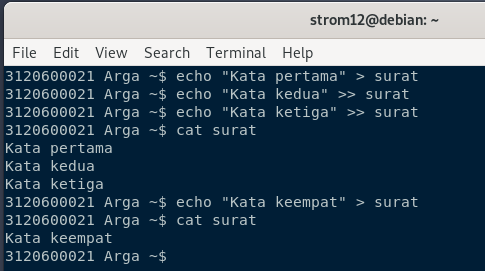 strom12@debian: ~
File Edit View Search Terminal Help
3120600021 Arga ~$ echo "Kata pertama" > surat
3120600021 Arga ~$ echo "Kata kedua" >> surat
3120600021 Arga ~$ echo "Kata ketiga" >> surat
3120600021 Arga ~$ cat surat
Kata pertama
Kata kedua
Kata ketiga
3120600021 Arga ~$ echo "Kata keempat" > surat
3120600021 Arga ~$ cat surat
Kata keempat
3120600021 Arga ~$